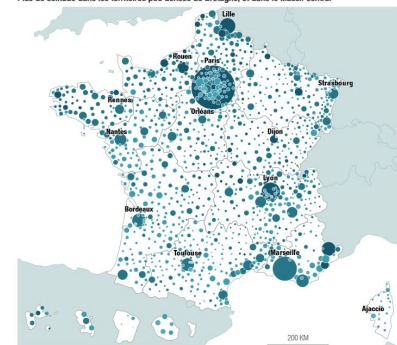 Lille
Rouen
Paris
Strasbourg
Rennes
Orléans
Nantes
Dijon
Lyon
Bordeaux
Toulouse
Marseille
Ajaccio
200 KM